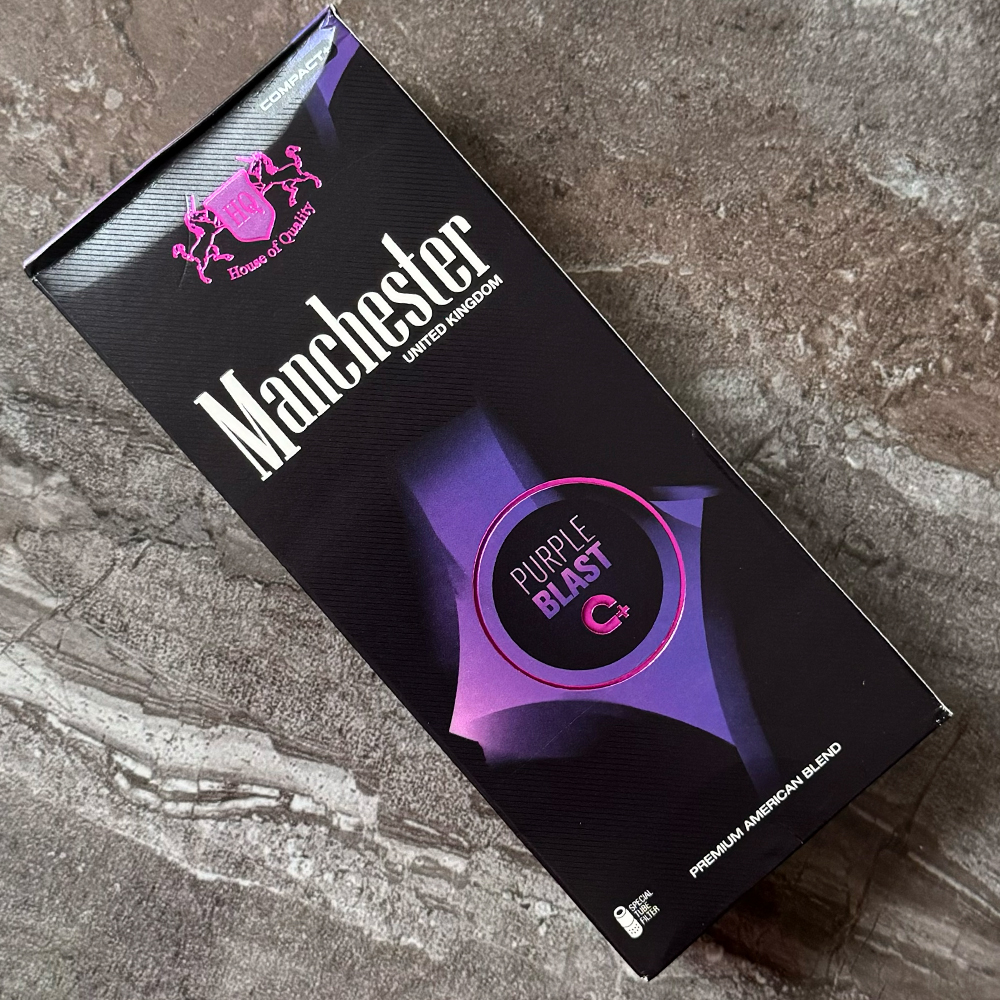 COMPACT
HQ
House of Quality
Manchester
UNITED KINGDOM
PURPLE
BLAST
C+
PREMIUM AMERICAN BLEND
SPECIAL
TUBE
FILTER